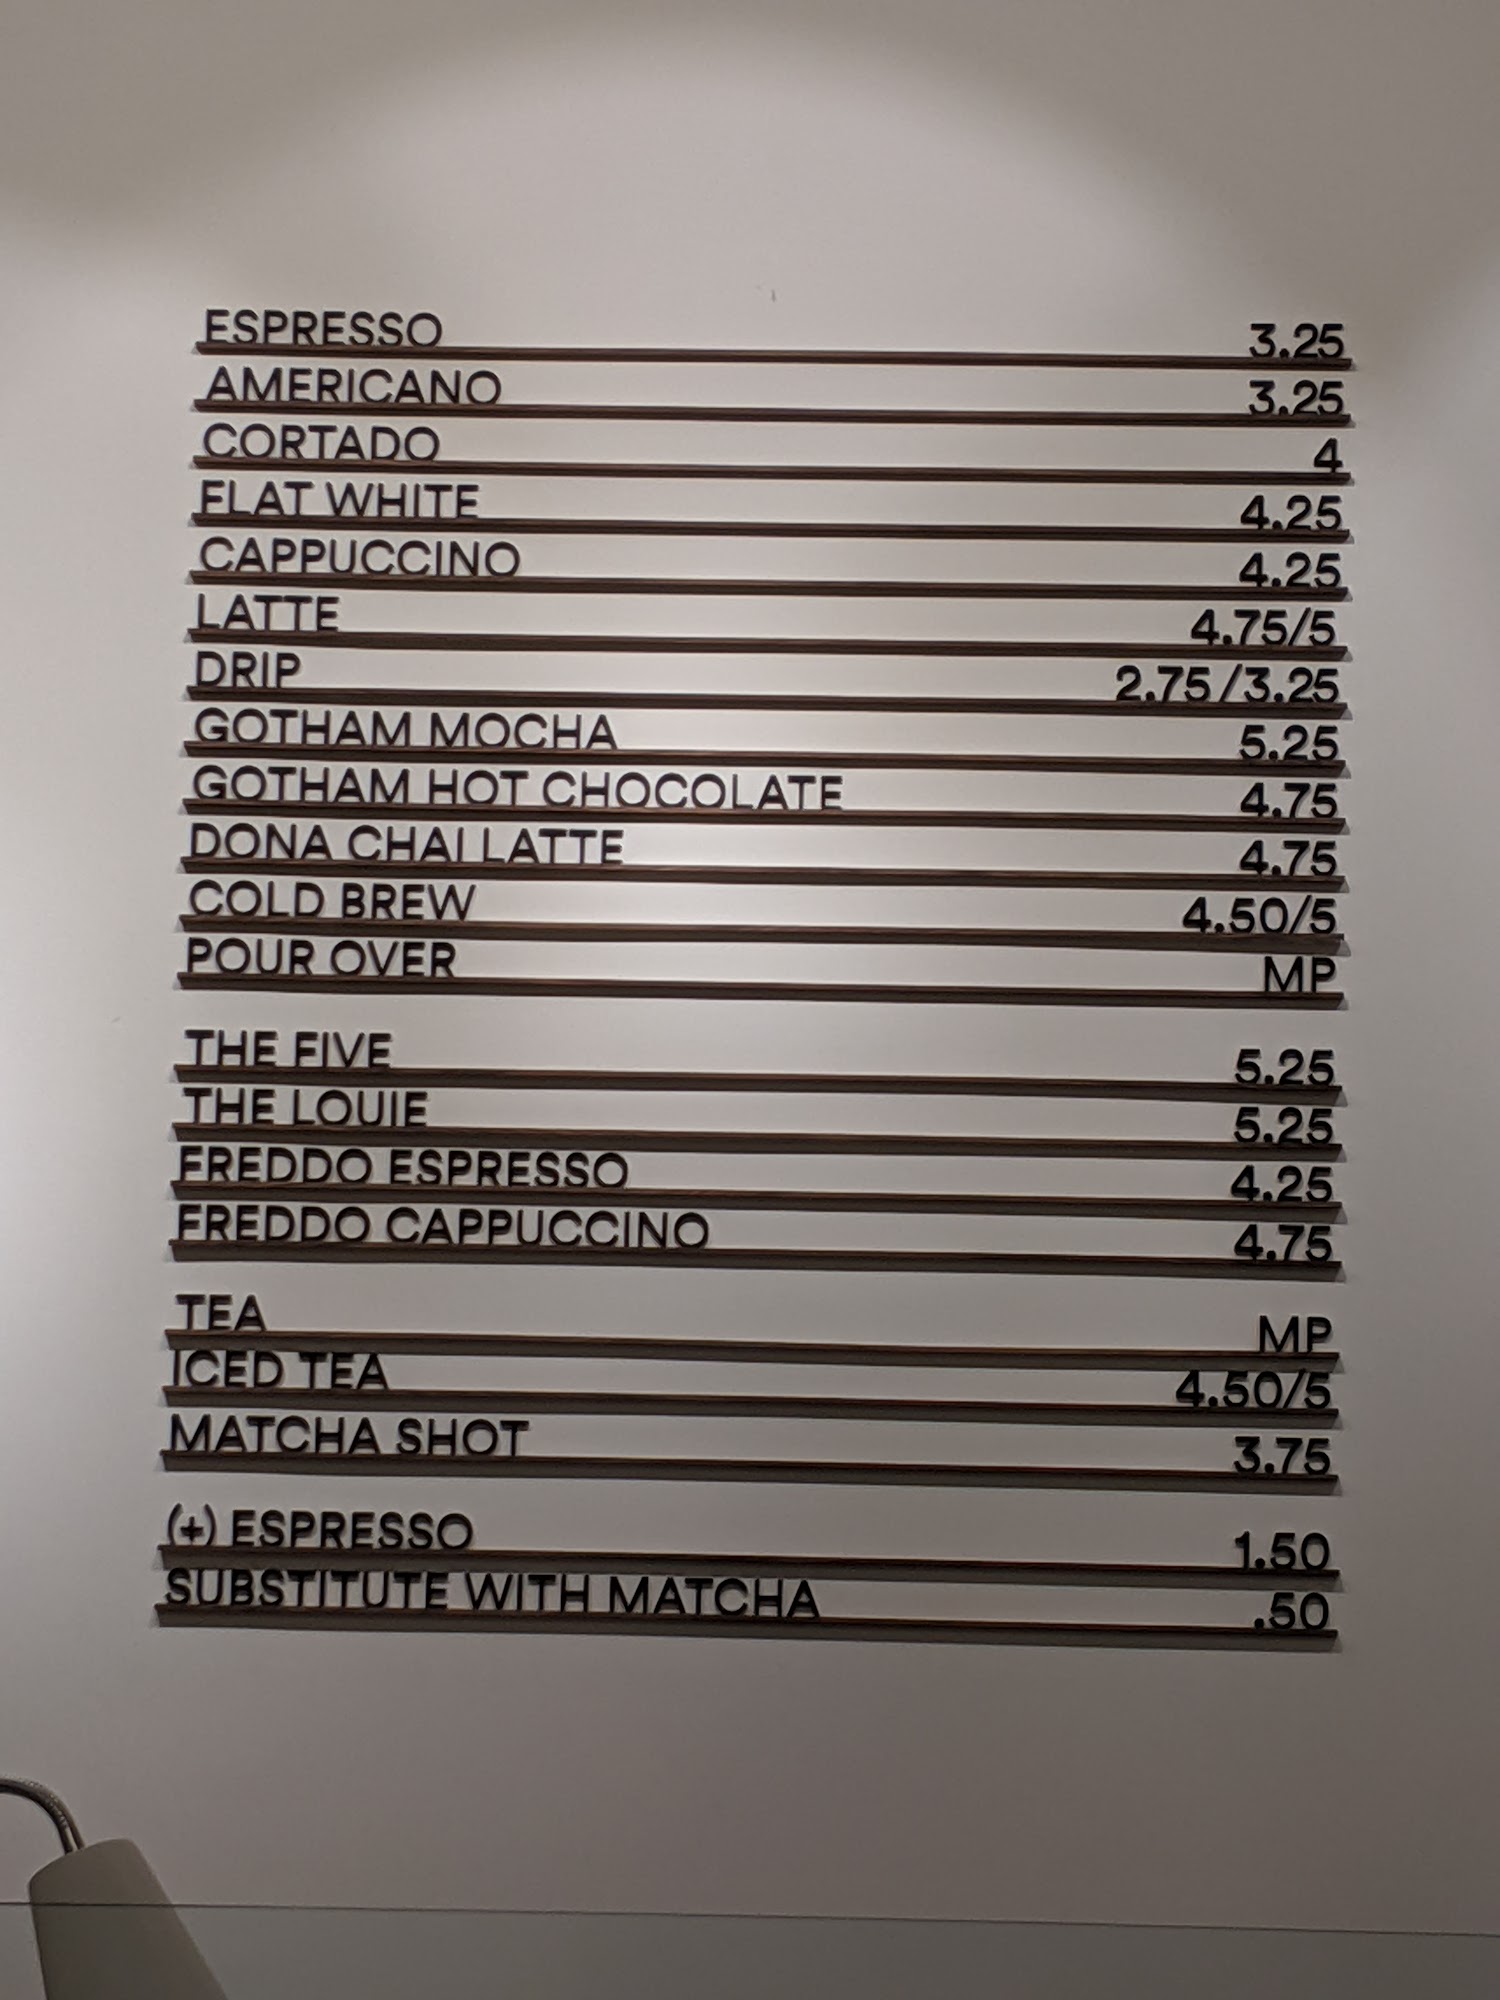 ESPRESSO 3.25
AMERICANO 3.25
CORTADO 4
FLAT WHITE 4.25
CAPPUCCINO 4.25
LATTE 4.75/5
DRIP 2.75/3.25
GOTHAM MOCHA 5.25
GOTHAM HOT CHOCOLATE 4.75
DONA CHAI LATTE 4.75
COLD BREW 4.50/5
POUR OVER MP
THE FIVE 5.25
THE LOUIE 5.25
FREDDO ESPRESSO 4.25
FREDDO CAPPUCCINO 4.75
TEA MP
ICED TEA 4.50/5
MATCHA SHOT 3.75
(+) ESPRESSO 1.50
SUBSTITUTE WITH MATCHA .50